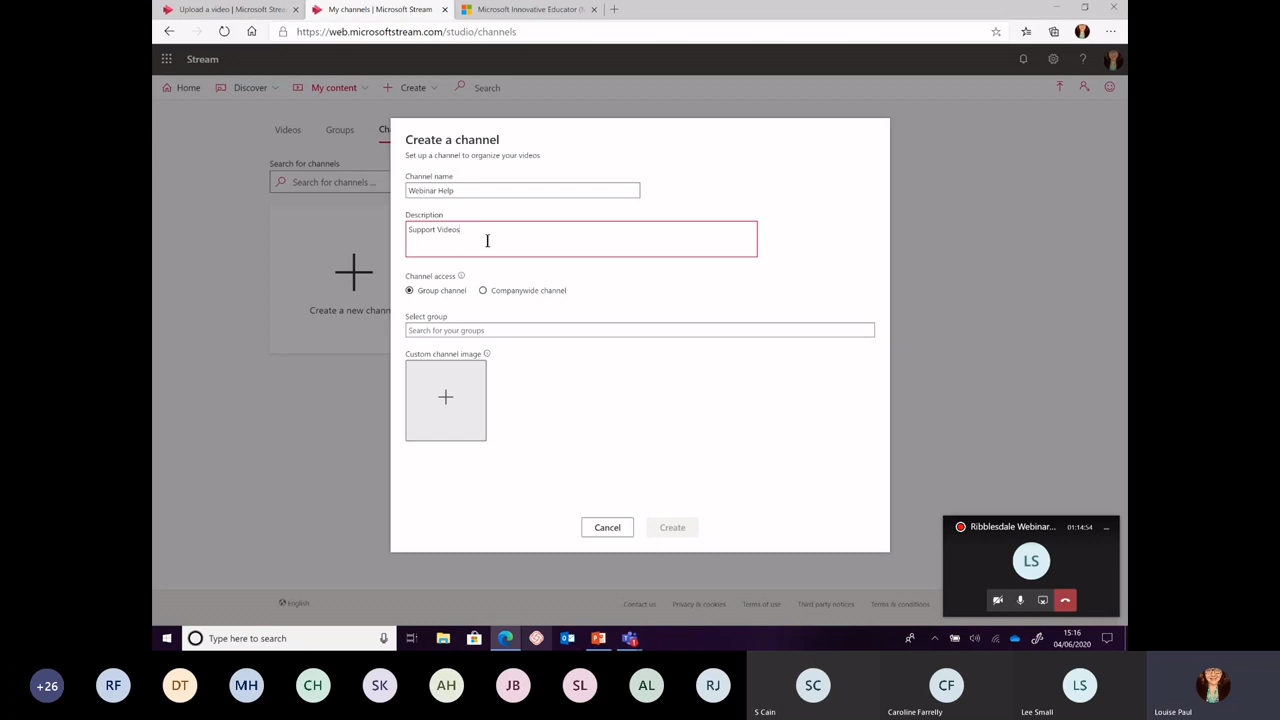 Upload a video | Microsoft Strea
My channels | Microsoft Stream
Microsoft Innovative Educator (
https://web.microsoftstream.com/studio/channels
Stream
Home
Discover
My content
Create
Search
Videos
Groups
Cha
Search for channels
Search for channels ...
Create a new chann
Create a channel
Set up a channel to organize your videos
Channel name
Webinar Help
Description
Support Videos
Channel access
Group channel
Companywide channel
Select group
Search for your groups
Custom channel image
Cancel
Create
Ribblesdale Webinar...
01:14:54
LS
English
Contact us
Privacy & cookies
Terms of use
Third party notices
Terms & conditions
Type here to search
15:16
04/06/2020
+26
RF
DT
MH
CH
SK
AH
JB
SL
AL
RJ
SC
CF
LS
S Cain
Caroline Farrelly
Lee Small
Louise Paul